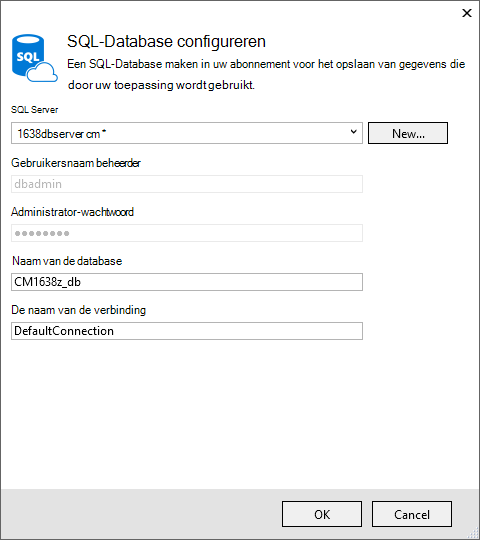 SQL-Database configureren
SQL
Een SQL-Database maken in uw abonnement voor het opslaan van gegevens die
door uw toepassing wordt gebruikt.
SQL Server
1638dbserver cm *
New...
Gebruikersnaam beheerder
dbadmin
Administrator-wachtwoord
●●●●●●●●
Naam van de database
CM1638z_db
De naam van de verbinding
DefaultConnection
OK
Cancel